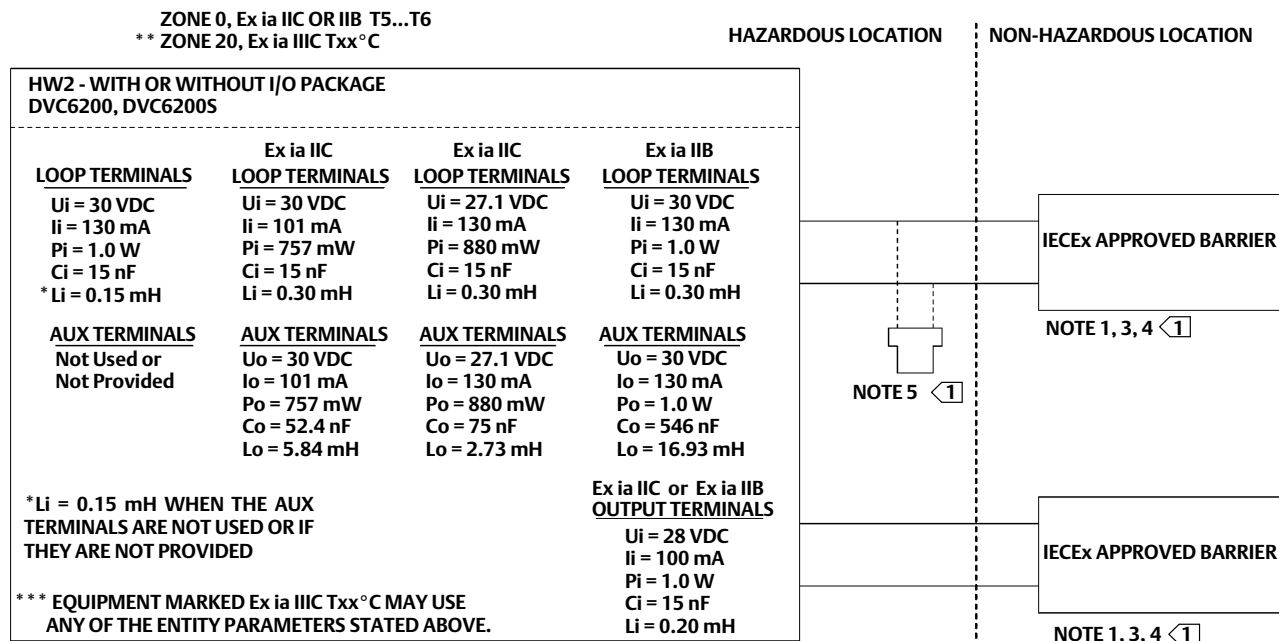 ZONE 0, Ex ia IIC OR IIB T5...T6
** ZONE 20, Ex ia IIIC Txx°C
HAZARDOUS LOCATION
NON-HAZARDOUS LOCATION
HW2 - WITH OR WITHOUT I/O PACKAGE
DVC6200, DVC6200S
LOOP TERMINALS
Ui = 30 VDC
Ii = 130 mA
Pi = 1.0 W
Ci = 15 nF
*Li = 0.15 mH
AUX TERMINALS
Not Used or
Not Provided
Ex ia IIC
LOOP TERMINALS
Ui = 30 VDC
Ii = 101 mA
Pi = 757 mW
Ci = 15 nF
Li = 0.30 mH
AUX TERMINALS
Uo = 30 VDC
Io = 101 mA
Po = 757 mW
Co = 52.4 nF
Lo = 5.84 mH
Ex ia IIC
LOOP TERMINALS
Ui = 27.1 VDC
Ii = 130 mA
Pi = 880 mW
Ci = 15 nF
Li = 0.30 mH
AUX TERMINALS
Uo = 27.1 VDC
Io = 130 mA
Po = 880 mW
Co = 75 nF
Lo = 2.73 mH
Ex ia IIB
LOOP TERMINALS
Ui = 30 VDC
Ii = 130 mA
Pi = 1.0 W
Ci = 15 nF
Li = 0.30 mH
AUX TERMINALS
Uo = 30 VDC
Io = 130 mA
Po = 1.0 W
Co = 546 nF
Lo = 16.93 mH
*Li = 0.15 mH WHEN THE AUX
TERMINALS ARE NOT USED OR IF
THEY ARE NOT PROVIDED
Ex ia IIC or Ex ia IIB
OUTPUT TERMINALS
Ui = 28 VDC
Ii = 100 mA
Pi = 1.0 W
Ci = 15 nF
Li = 0.20 mH
*** EQUIPMENT MARKED Ex ia IIIC Txx°C MAY USE
ANY OF THE ENTITY PARAMETERS STATED ABOVE.
IECEx APPROVED BARRIER
NOTE 1, 3, 4 1
NOTE 5 1
IECEx APPROVED BARRIER
NOTE 1, 3, 4 1